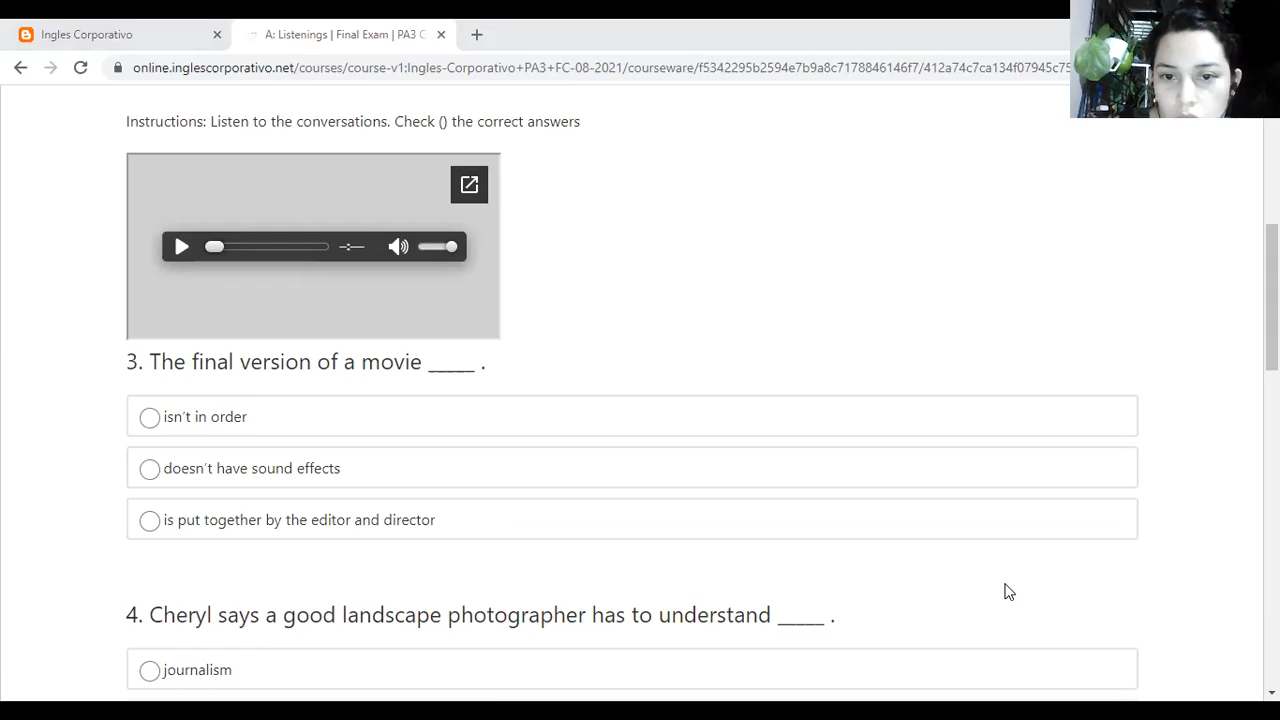 Ingles Corporativo
A: Listenings | Final Exam | PA3 C
online.inglescorporativo.net/courses/course-v1:Ingles-Corporativo+PA3+FC-08-2021/courseware/f5342295b2594e7b9a8c7178846146f7/412a74c7ca134f07945c75
Instructions: Listen to the conversations. Check () the correct answers
-:--
3. The final version of a movie _____ .
isn't in order
doesn't have sound effects
is put together by the editor and director
4. Cheryl says a good landscape photographer has to understand _____ .
journalism